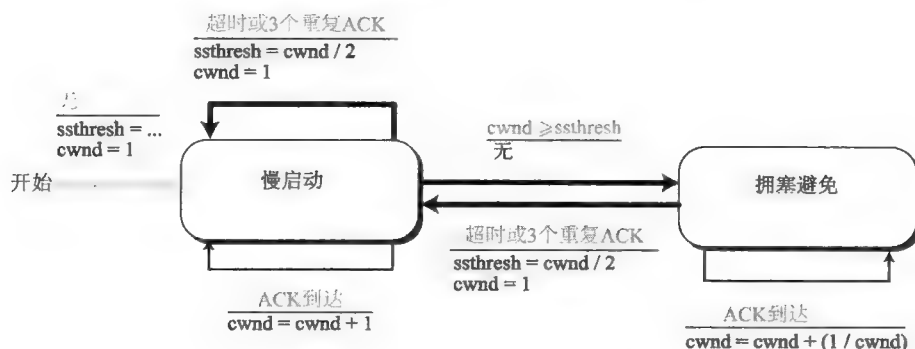 超时或3个重复ACK
ssthresh = cwnd / 2
cwnd = 1
ssthresh = ...
cwnd = 1
开始
慢启动
cwnd ⩾ssthresh
无
拥塞避免
超时或3个重复ACK
ssthresh = cwnd / 2
cwnd = 1
ACK到达
cwnd = cwnd + 1
ACK到达
cwnd = cwnd + (1 / cwnd)